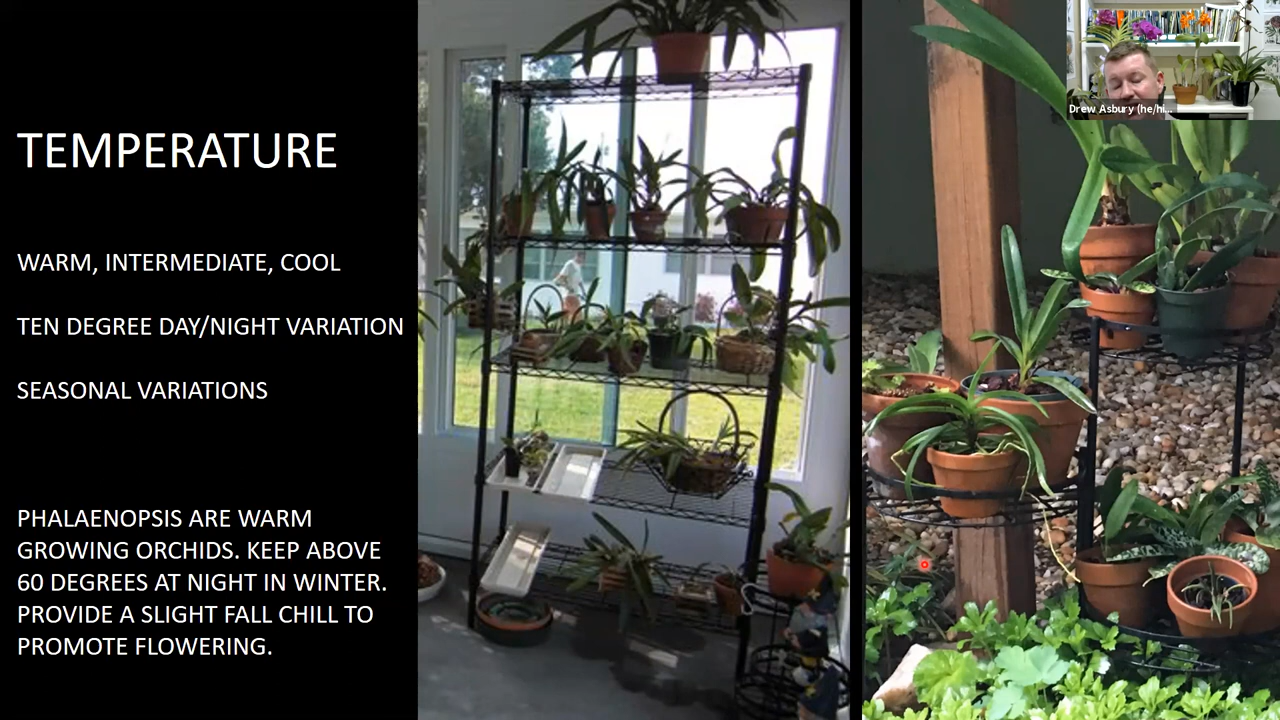 TEMPERATURE
WARM, INTERMEDIATE, COOL
TEN DEGREE DAY/NIGHT VARIATION
SEASONAL VARIATIONS
PHALAENOPSIS ARE WARM
GROWING ORCHIDS. KEEP ABOVE
60 DEGREES AT NIGHT IN WINTER.
PROVIDE A SLIGHT FALL CHILL TO
PROMOTE FLOWERING.
Drew Asbury (he/hi...